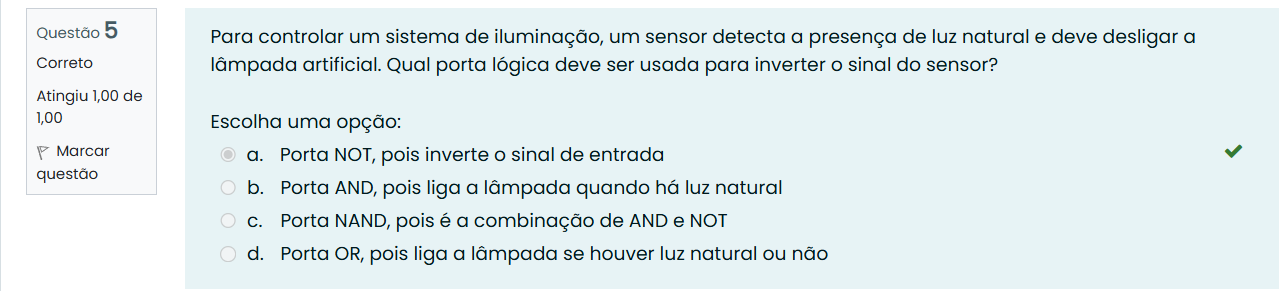 Questão 5
Correto
Atingiu 1,00 de
1,00
Marcar
questão
Para controlar um sistema de iluminação, um sensor detecta a presença de luz natural e deve desligar a
lâmpada artificial. Qual porta lógica deve ser usada para inverter o sinal do sensor?
Escolha uma opção:
a. Porta NOT, pois inverte o sinal de entrada
b. Porta AND, pois liga a lâmpada quando há luz natural
c. Porta NAND, pois é a combinação de AND e NOT
d. Porta OR, pois liga a lâmpada se houver luz natural ou não